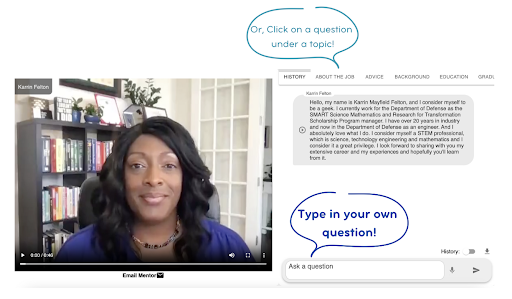 Or, Click on a question
under a topic!
HISTORY ABOUT THE JOB ADVICE BACKGROUND EDUCATION GRADU
Karrin Felton
Karrin Felton
Hello, my name is Karrin Mayfield Felton, and I consider myself to
be a geek. I currently work for the Department of Defense as the
SMART Science Mathematics and Research for Transformation
Scholarship Program manager. I have over 20 years in industry
and now in the Department of Defense as an engineer. And I
absolutely love what I do. I consider myself a STEM professional,
which is science, technology engineering and mathematics and I
consider it a great privilege. I look forward to sharing with you my
extensive career and my experiences and hopefully you'll learn
from it.
Type in your own
question!
0:00 / 0:46
Email Mentor
History:
Ask a question